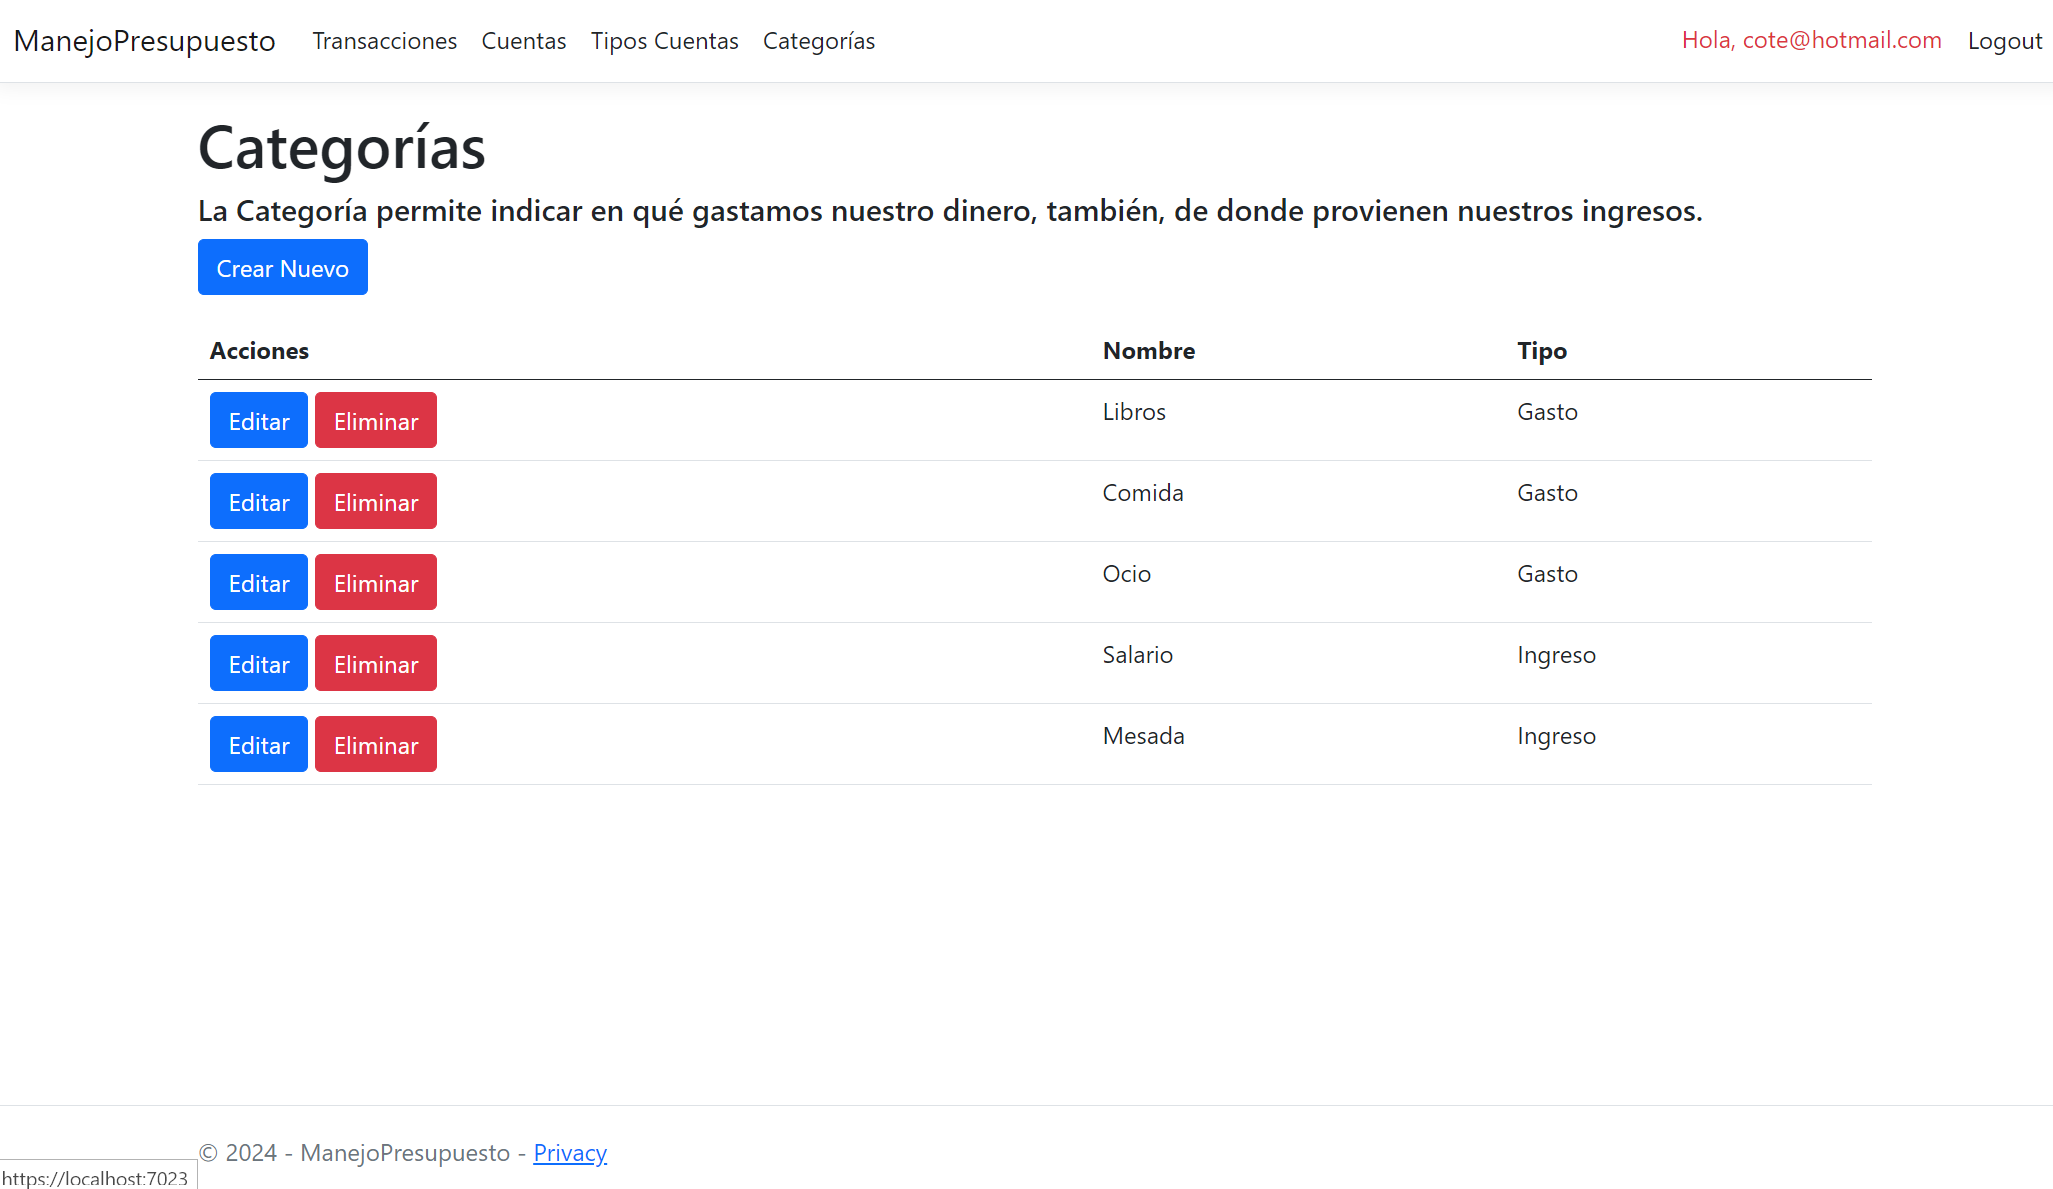 ManejoPresupuesto Transacciones Cuentas Tipos Cuentas Categorías Hola, cote@hotmail.com Logout
Categorías
La Categoría permite indicar en qué gastamos nuestro dinero, también, de donde provienen nuestros ingresos.
Crear Nuevo
Acciones Nombre Tipo
Editar Eliminar Libros Gasto
Editar Eliminar Comida Gasto
Editar Eliminar Ocio Gasto
Editar Eliminar Salario Ingreso
Editar Eliminar Mesada Ingreso
© 2024 - ManejoPresupuesto - Privacy
https://localhost:7023